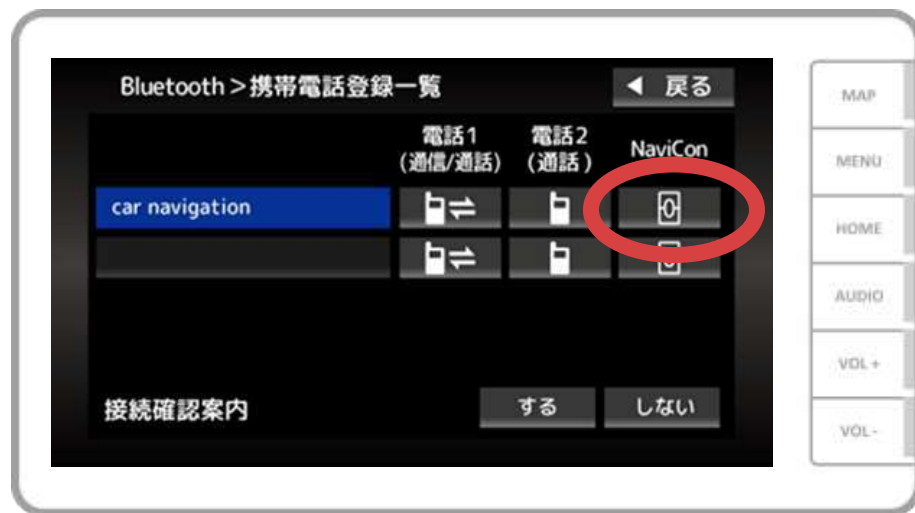 Bluetooth>携帯電話登録一覧
◀ 戻る
電話1
(通信/通話)
電話2
(通話)
NaviCon
car navigation
接続確認案内
する
しない
MAP
MENU
HOME
AUDIO
VOL+
VOL-